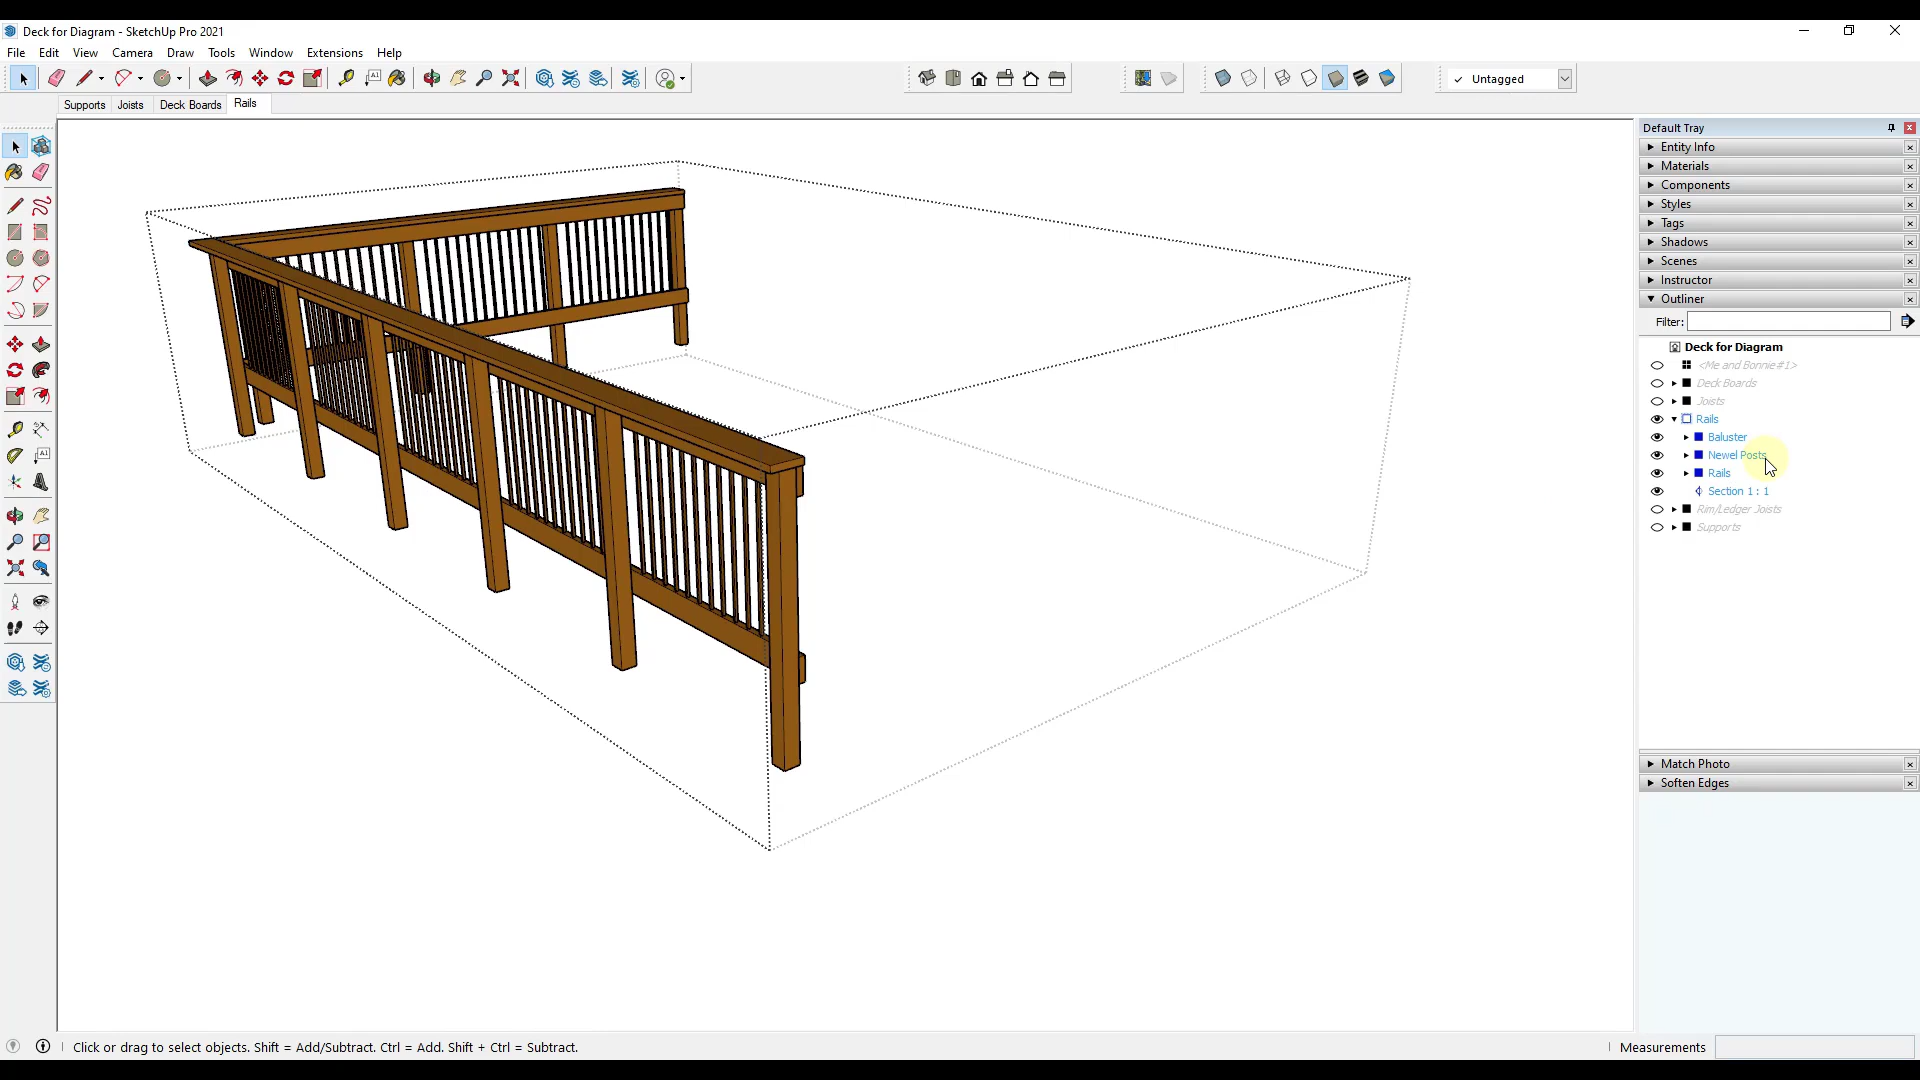 Deck for Diagram - SketchUp Pro 2021
File Edit View Camera Draw Tools Window Extensions Help
A1
Untagged
Supports Joists Deck Boards Rails
Default Tray
Entity Info
Materials
Components
Styles
Tags
Shadows
Scenes
Instructor
Outliner
Filter:
Deck for Diagram
<Me and Bonnie#1>
Deck Boards
Joists
Rails
Baluster
Newel Posts
Rails
Section 1 : 1
Rim/Ledger Joists
Supports
A1
Match Photo
Soften Edges
Click or drag to select objects. Shift = Add/Subtract. Ctrl = Add. Shift + Ctrl = Subtract.
Measurements